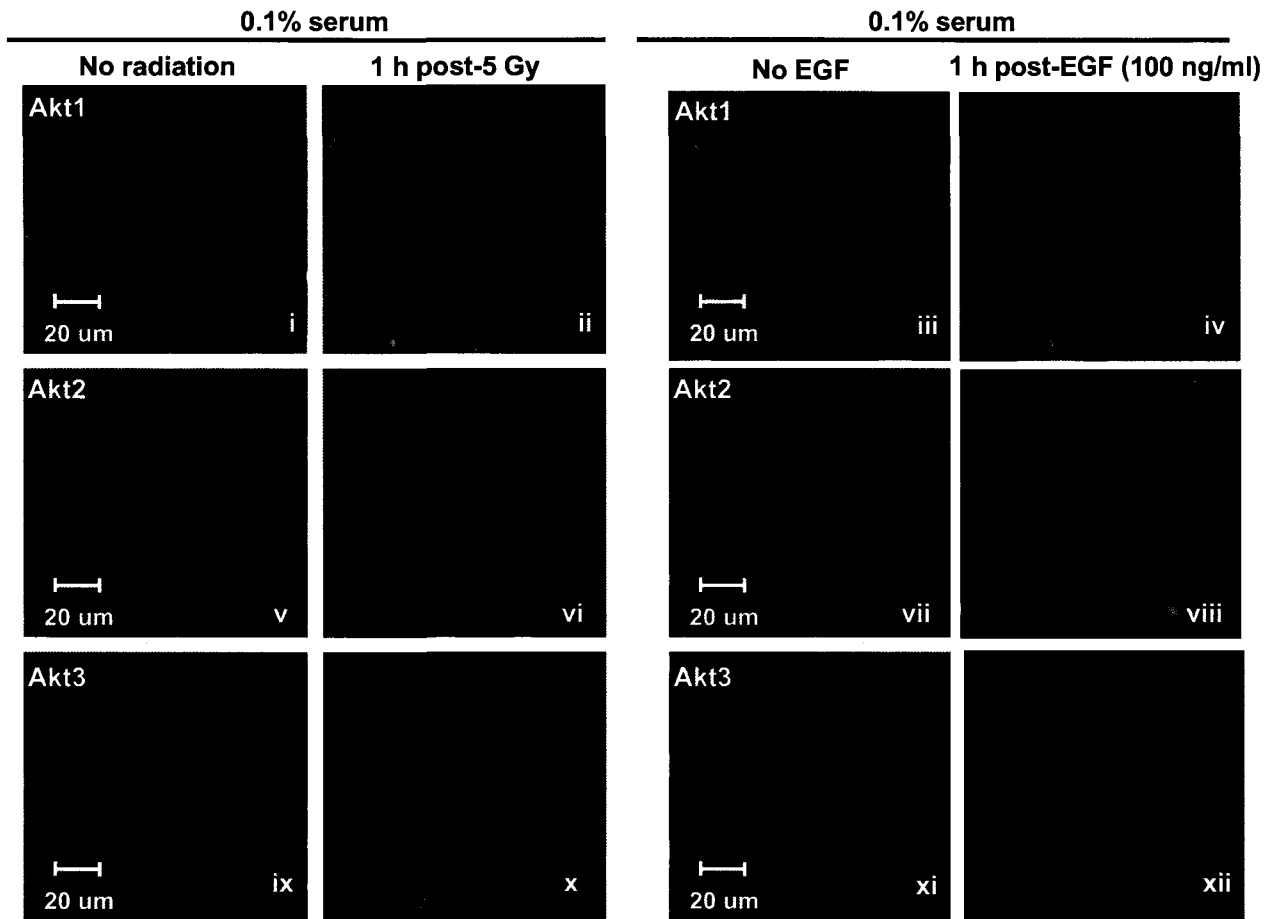 0.1% serum
0.1% serum
No radiation
1 h post-5 Gy
No EGF
1 h post-EGF (100 ng/ml)
Akt1
20 um
i
ii
Akt1
20 um
iii
iv
Akt2
20 um
v
vi
Akt2
20 um
vii
viii
Akt3
20 um
ix
x
Akt3
20 um
xi
xii